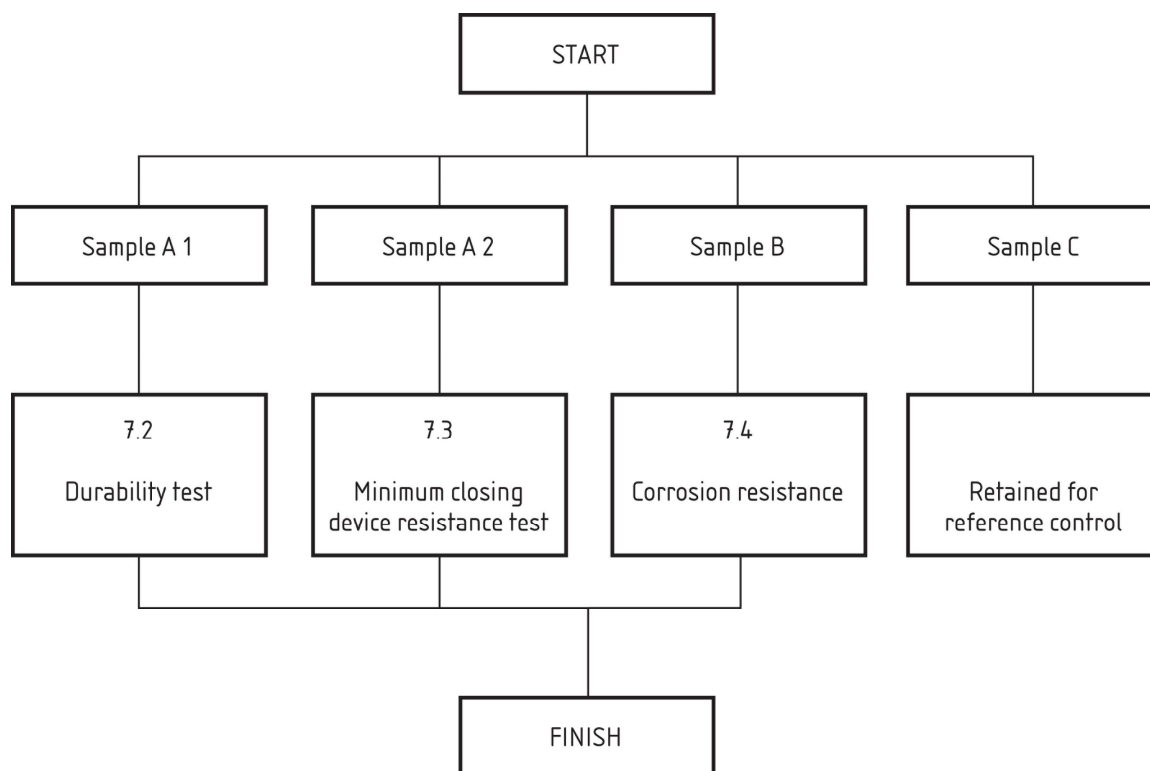 START
Sample A 1
Sample A 2
Sample B
Sample C
7.2
Durability test
7.3
Minimum closing
device resistance test
7.4
Corrosion resistance
Retained for
reference control
FINISH